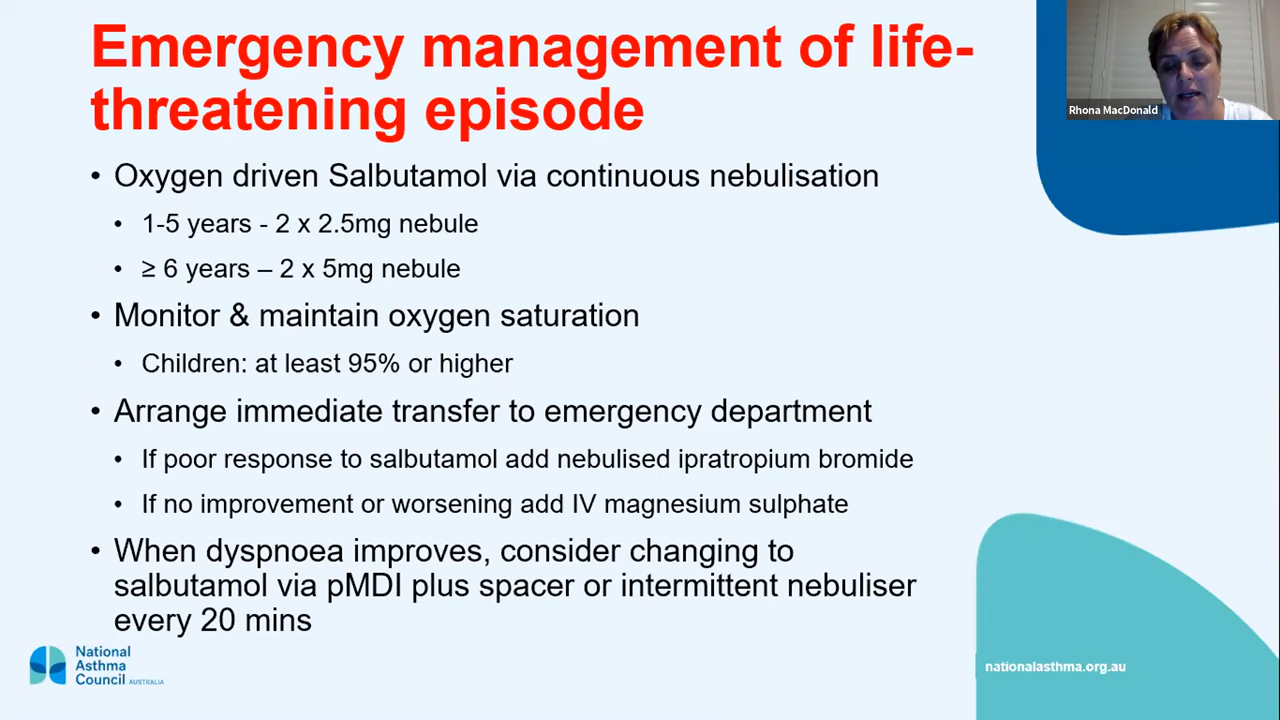 Emergency management of life-
threatening episode
Rhona MacDonald
• Oxygen driven Salbutamol via continuous nebulisation
• 1-5 years - 2 x 2.5mg nebule
• ≥ 6 years – 2 x 5mg nebule
• Monitor & maintain oxygen saturation
• Children: at least 95% or higher
• Arrange immediate transfer to emergency department
• If poor response to salbutamol add nebulised ipratropium bromide
• If no improvement or worsening add IV magnesium sulphate
• When dyspnoea improves, consider changing to
salbutamol via pMDI plus spacer or intermittent nebuliser
every 20 mins
National
Asthma
Council AUSTRALIA
nationalasthma.org.au